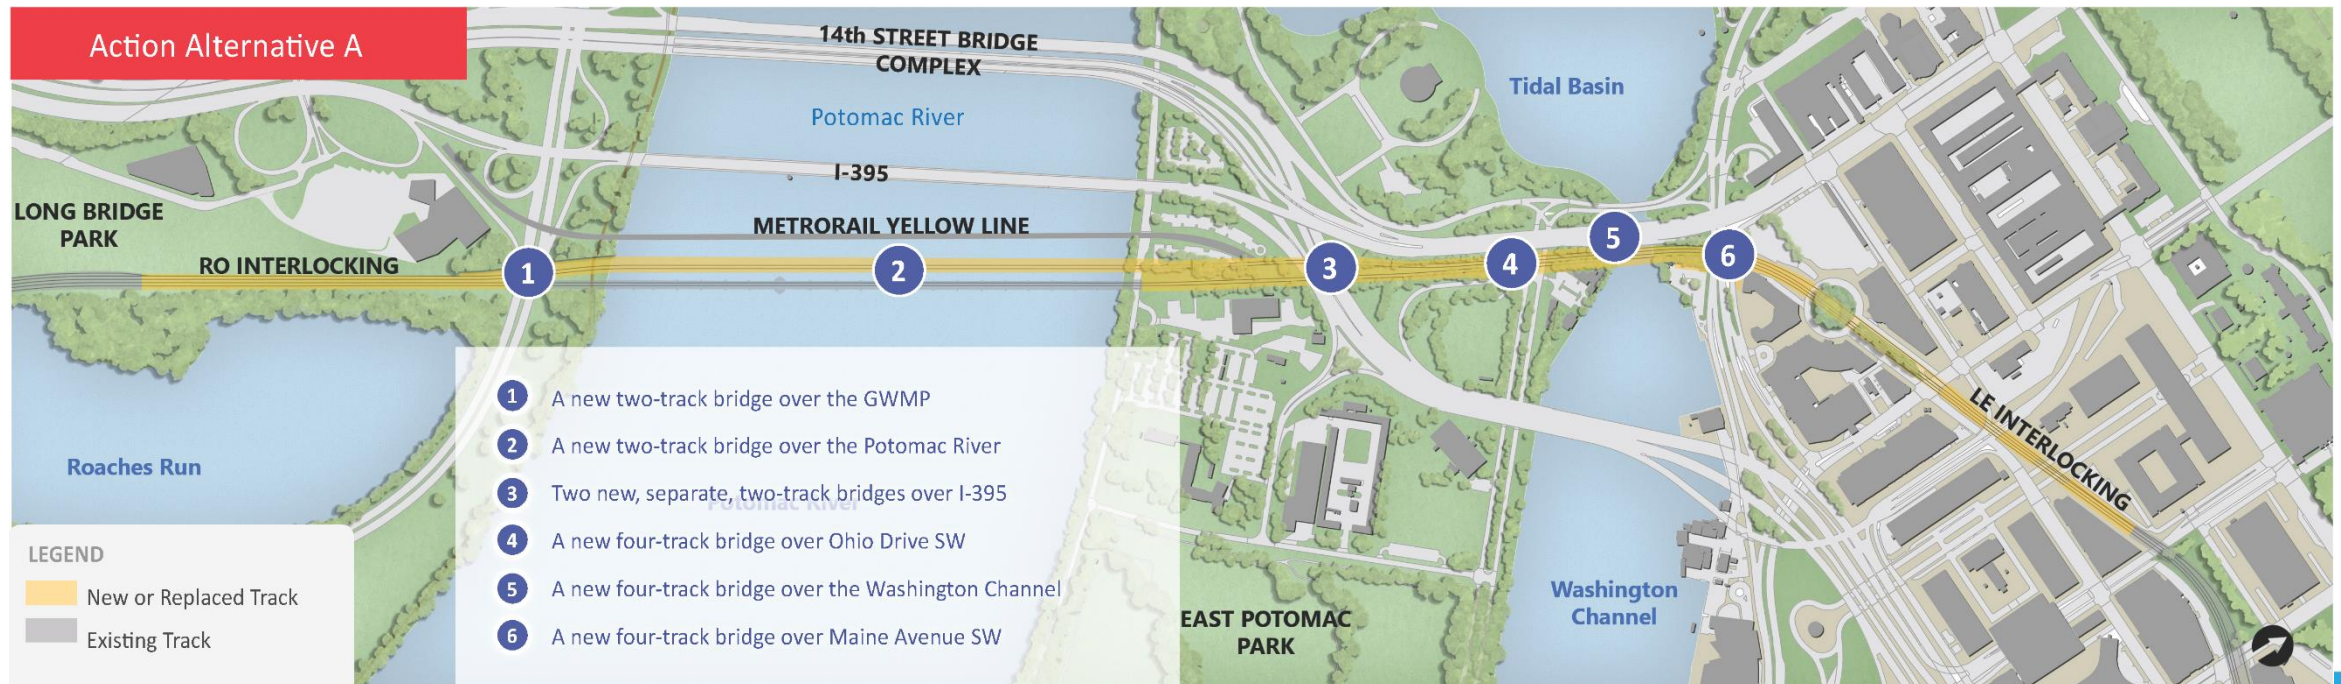 Action Alternative A
14th STREET BRIDGE
COMPLEX
Potomac River
Tidal Basin
I-395
METRORAIL YELLOW LINE
LONG BRIDGE
PARK
RO INTERLOCKING
1
2
3
4
5
6
LE INTERLOCKING
Roaches Run
1 A new two-track bridge over the GWMP
2 A new two-track bridge over the Potomac River
3 Two new, separate, two-track bridges over I-395
Potomac River
4 A new four-track bridge over Ohio Drive SW
5 A new four-track bridge over the Washington Channel
6 A new four-track bridge over Maine Avenue SW
LEGEND
New or Replaced Track
Existing Track
EAST POTOMAC
PARK
Washington
Channel